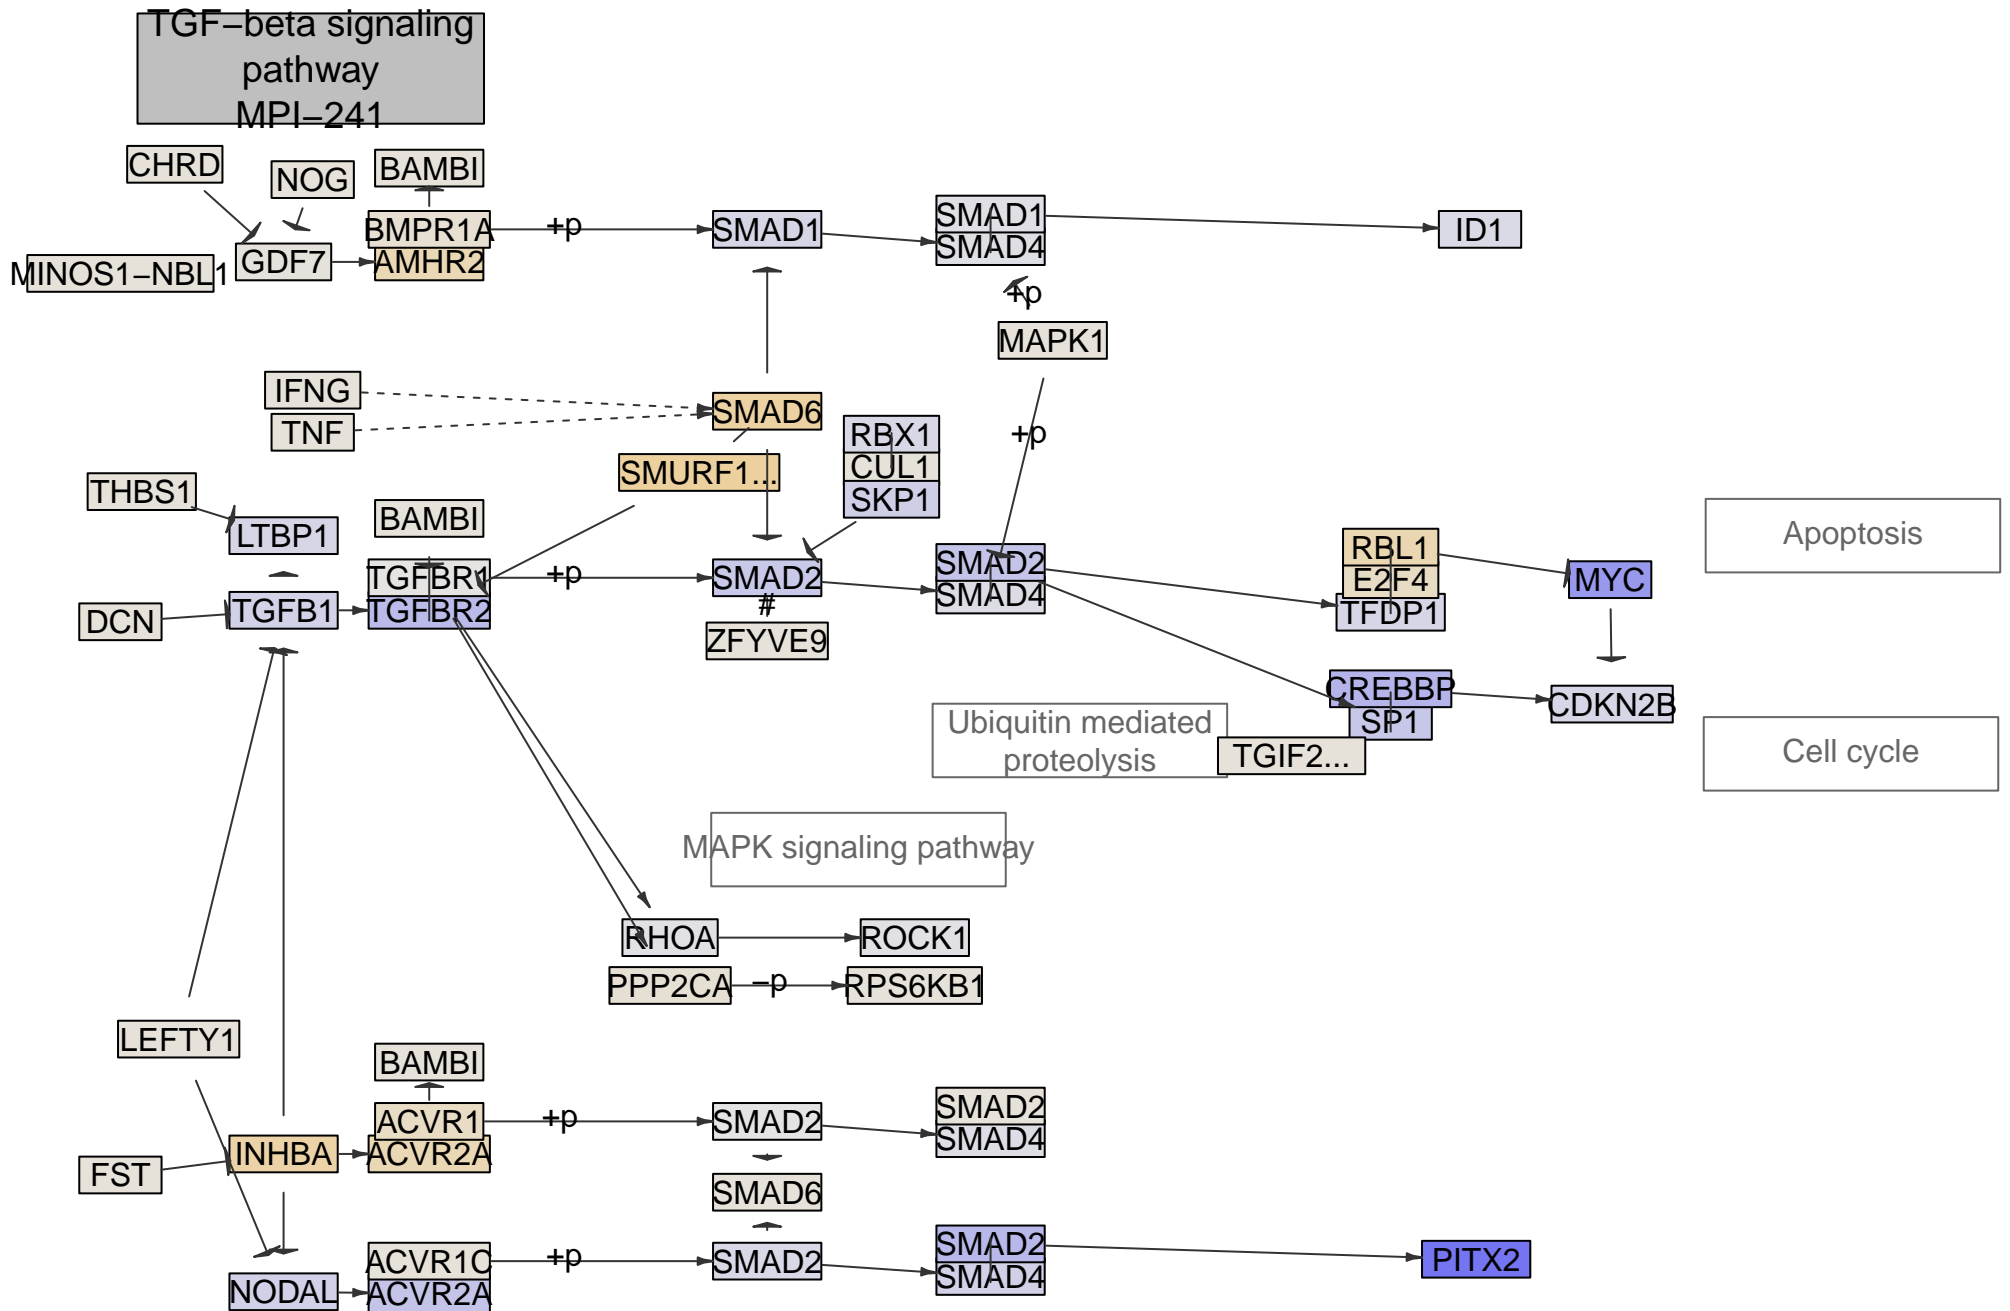 TGF−beta signaling
pathway
MPI−241
CHRD
NOG
BAMBI
BMPR1A
AMHR2
MINOS1−NBL1
GDF7
+p
SMAD1
SMAD1
SMAD4
ID1
+p
MAPK1
IFNG
TNF
SMAD6
SMURF1...
RBX1
CUL1
SKP1
+p
THBS1
LTBP1
BAMBI
TGFBR1
TGFBR2
DCN
TGFB1
+p
SMAD2
#
ZFYVE9
SMAD2
SMAD4
RBL1
E2F4
TFDP1
MYC
Apoptosis
CREBBP
SP1
TGIF2...
CDKN2B
Cell cycle
Ubiquitin mediated
proteolysis
MAPK signaling pathway
RHOA
ROCK1
PPP2CA
−p
RPS6KB1
LEFTY1
BAMBI
ACVR1
ACVR2A
INHBA
FST
+p
SMAD2
SMAD2
SMAD4
SMAD6
ACVR1C
ACVR2A
NODAL
+p
SMAD2
SMAD2
SMAD4
PITX2